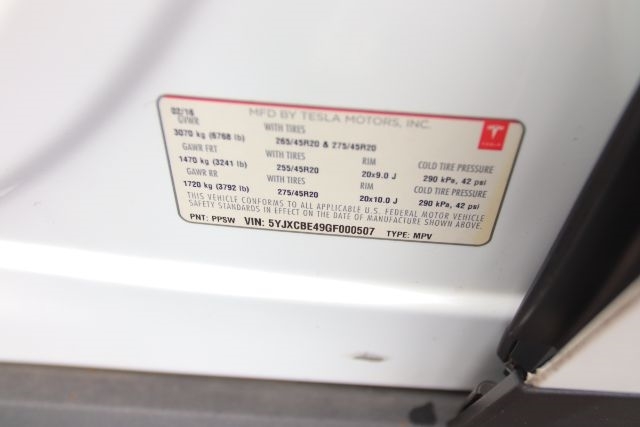 MFD BY TESLA MOTORS, INC.
02/16
GVWR WITH TIRES
3070 kg (6768 lb) 265/45R20 & 275/45R20
GAWR FRT WITH TIRES RIM COLD TIRE PRESSURE
1470 kg (3241 lb) 255/45R20 20x9.0 J 290 kPa, 42 psi
GAWR RR WITH TIRES RIM COLD TIRE PRESSURE
1720 kg (3792 lb) 275/45R20 20x10.0 J 290 kPa, 42 psi
THIS VEHICLE CONFORMS TO ALL APPLICABLE U.S. FEDERAL MOTOR VEHICLE
SAFETY STANDARDS IN EFFECT ON THE DATE OF MANUFACTURE SHOWN ABOVE.
PNT: PPSW VIN: 5YJXCBE49GF000507 TYPE: MPV